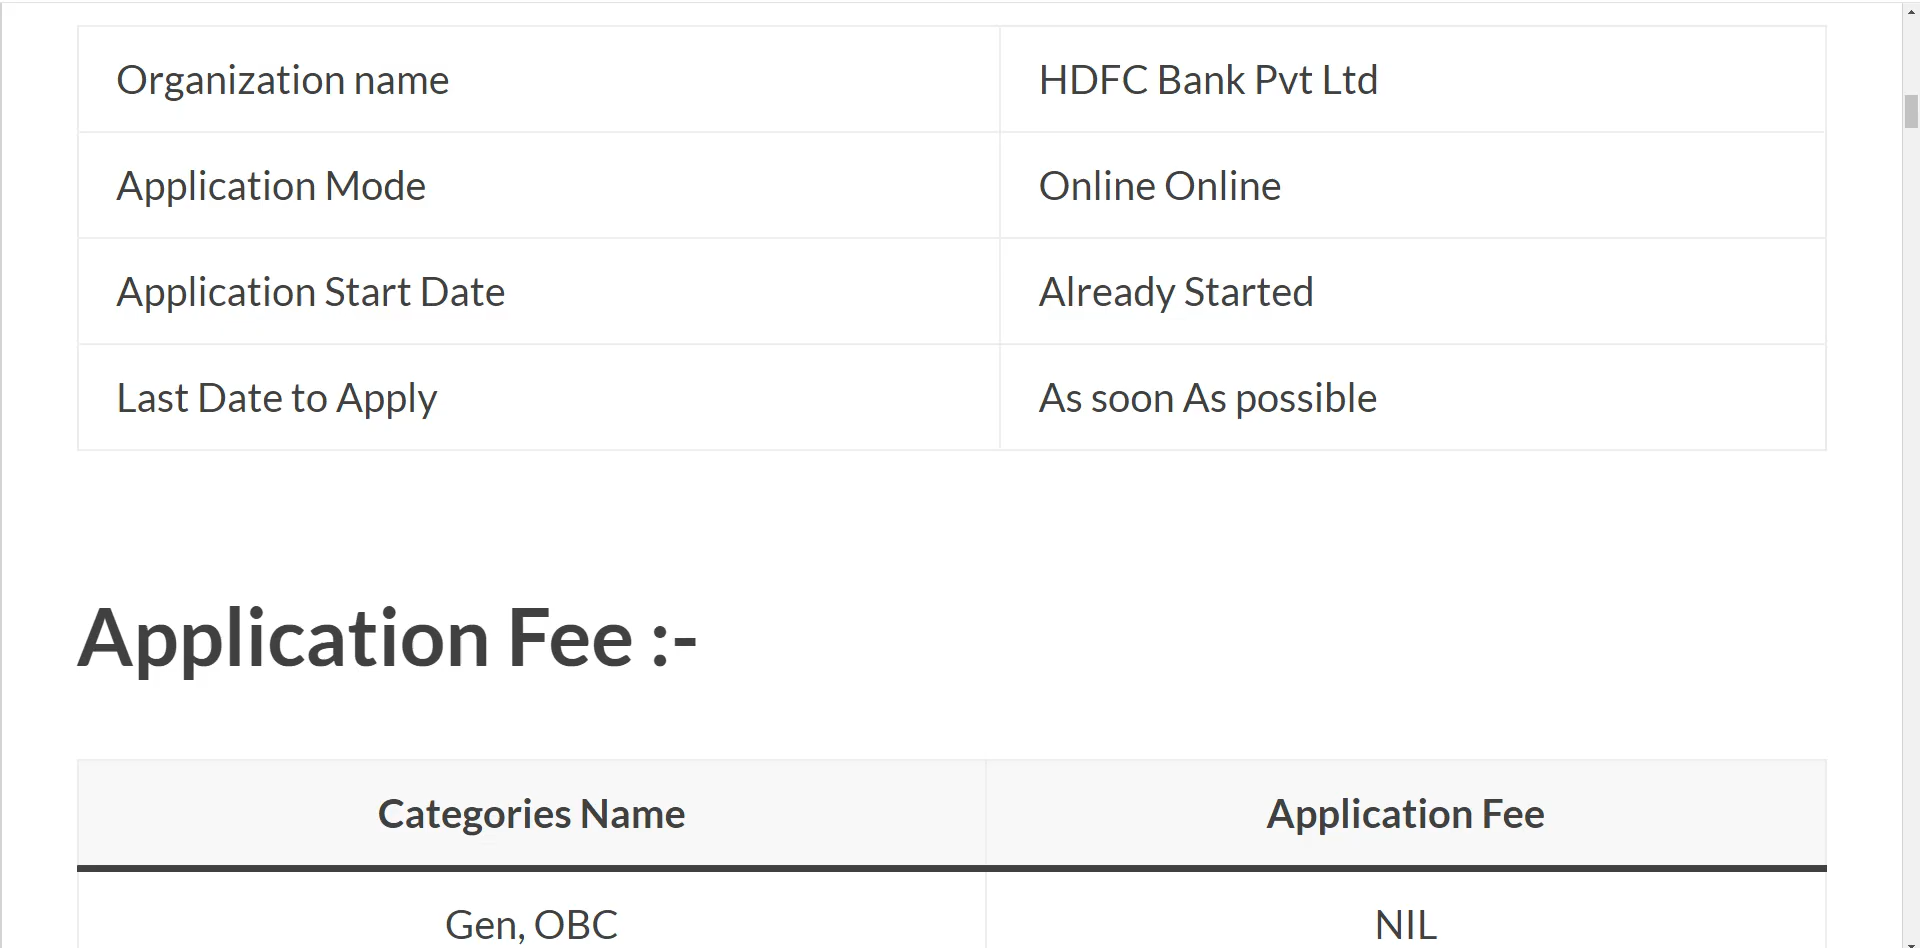 Organization name HDFC Bank Pvt Ltd
Application Mode Online Online
Application Start Date Already Started
Last Date to Apply As soon As possible
Application Fee :-
Categories Name Application Fee
Gen, OBC NIL